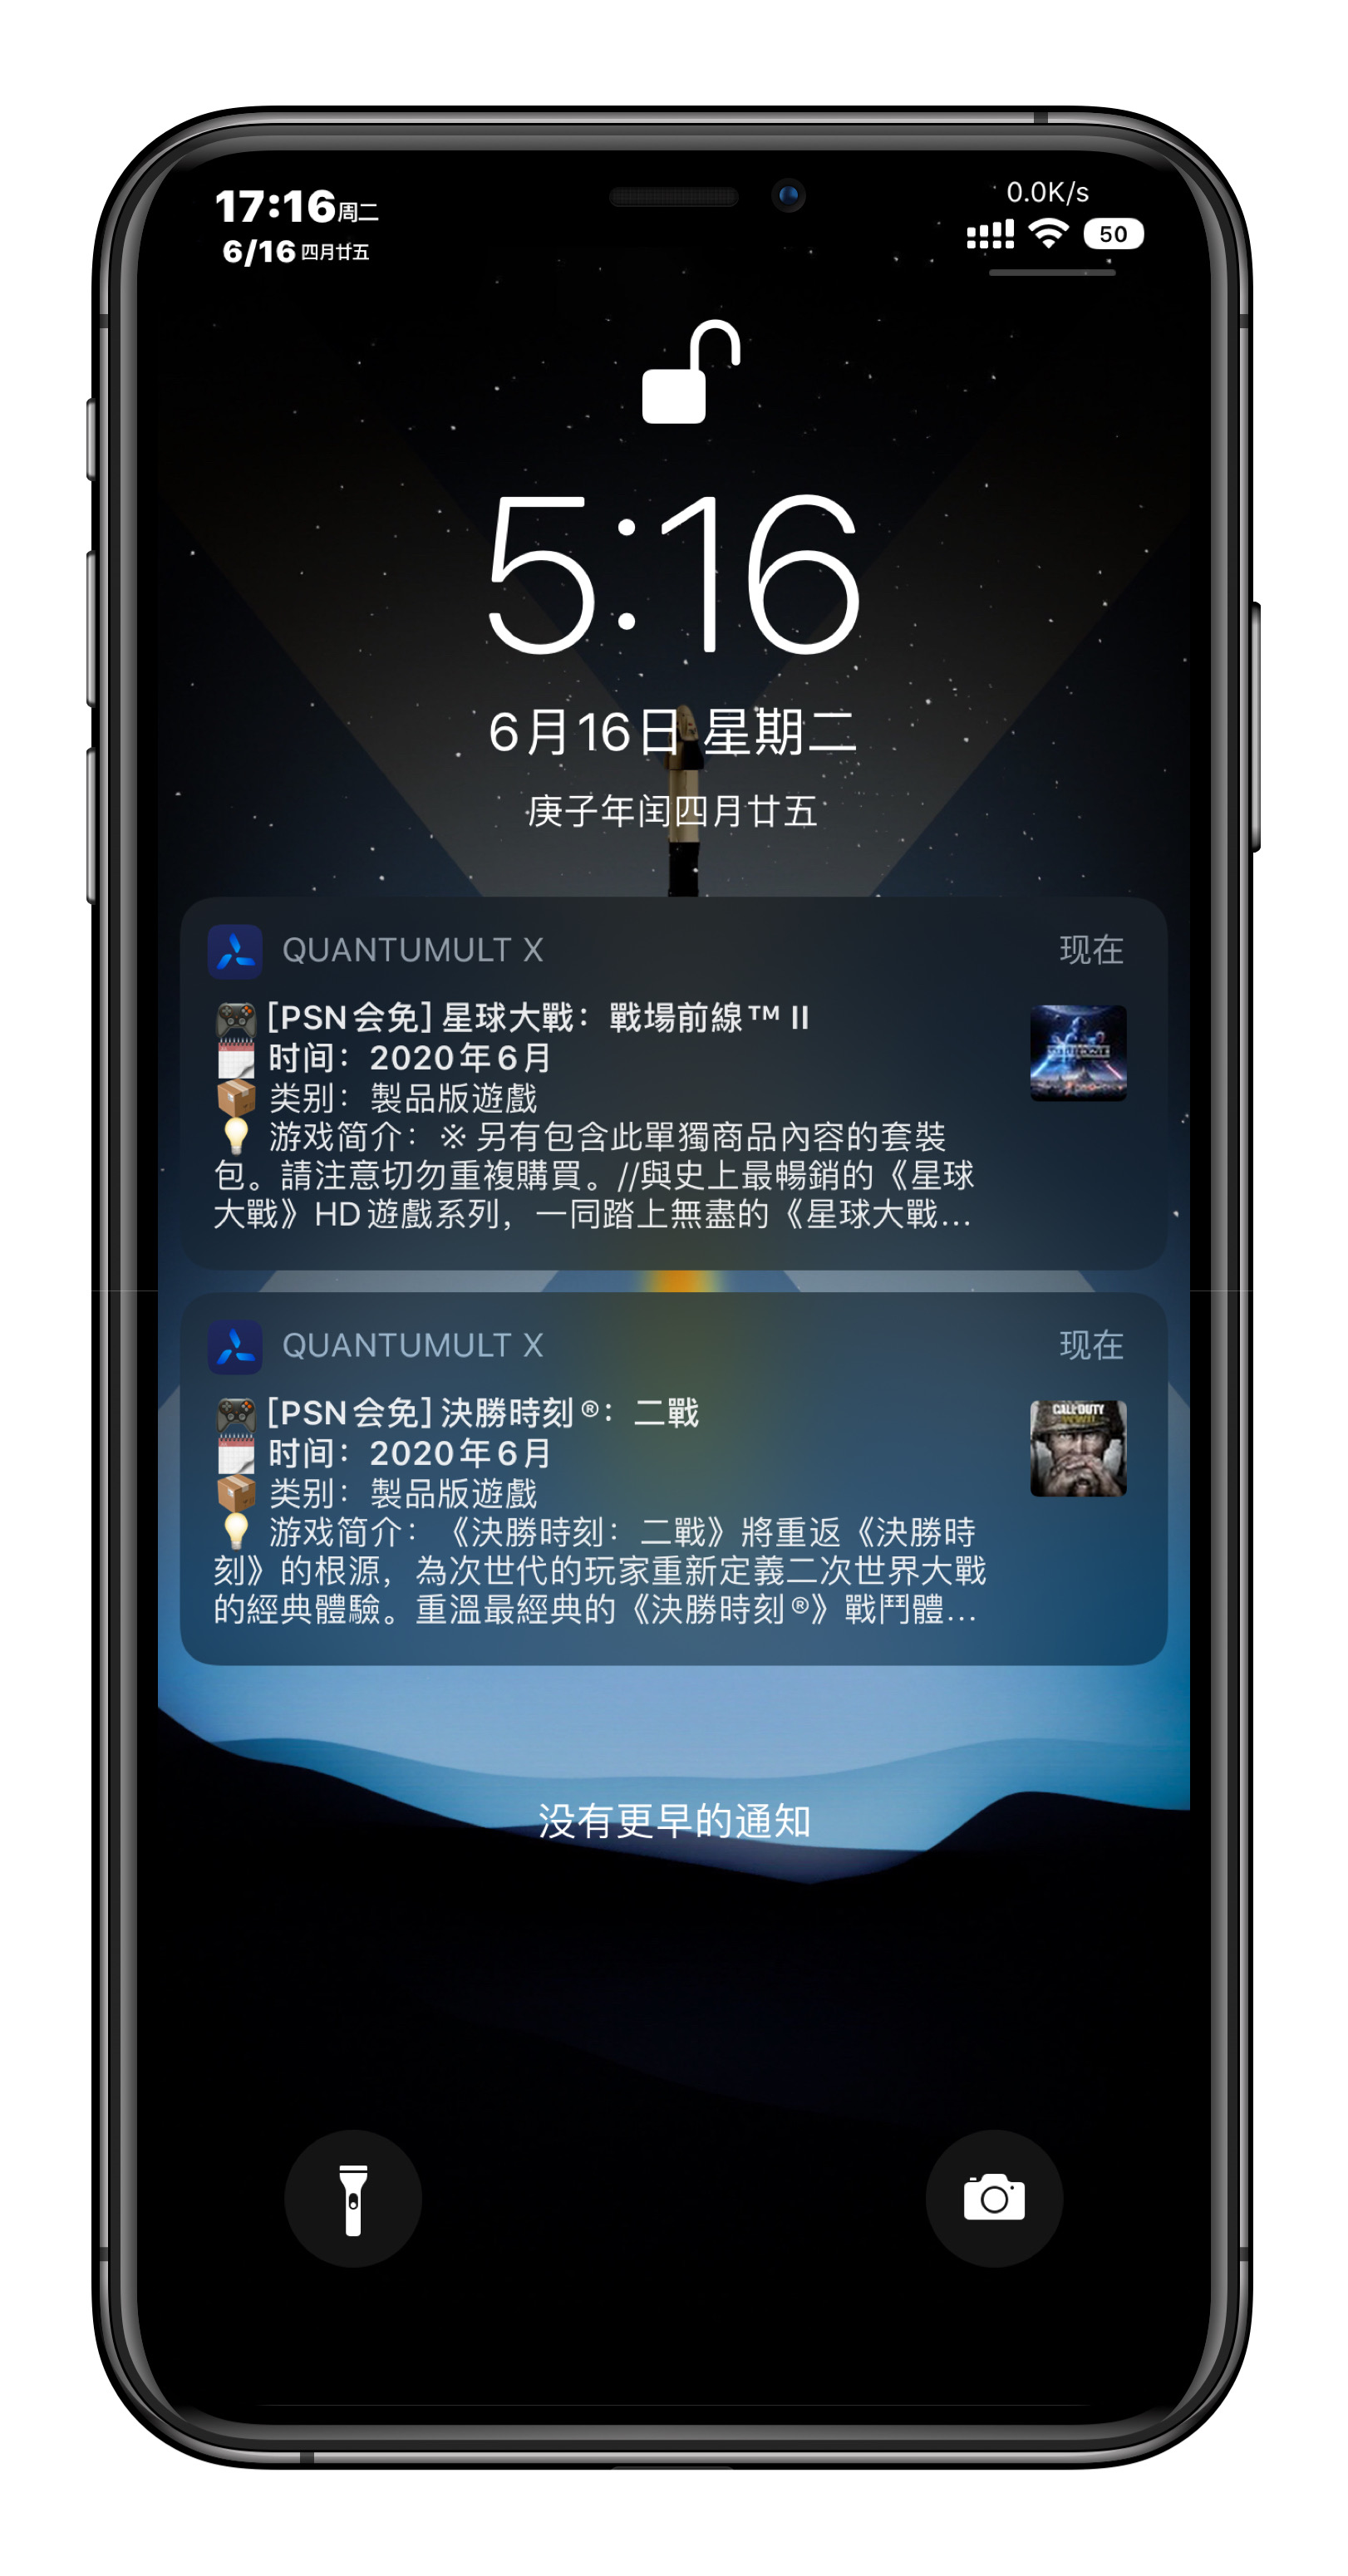 17:16周二
6/16 四月廿五
0.0K/s
50
5:16
6月16日 星期二
庚子年闰四月廿五
QUANTUMULT X
现在
🎮[PSN会免] 星球大戰：戰場前線™ II
🗓 时间：2020年6月
📦 类别：製品版遊戲
💡 游戏简介：※ 另有包含此單獨商品內容的套裝
包。請注意切勿重複購買。//與史上最暢銷的《星球
大戰》HD遊戲系列，一同踏上無盡的《星球大戰...
QUANTUMULT X
现在
🎮[PSN会免] 決勝時刻®：二戰
CALL DUTY
WWII
🗓 时间：2020年6月
📦 类别：製品版遊戲
💡 游戏简介：《決勝時刻：二戰》將重返《決勝時
刻》的根源，為次世代的玩家重新定義二次世界大戰
的經典體驗。重溫最經典的《決勝時刻®》戰鬥體...
没有更早的通知